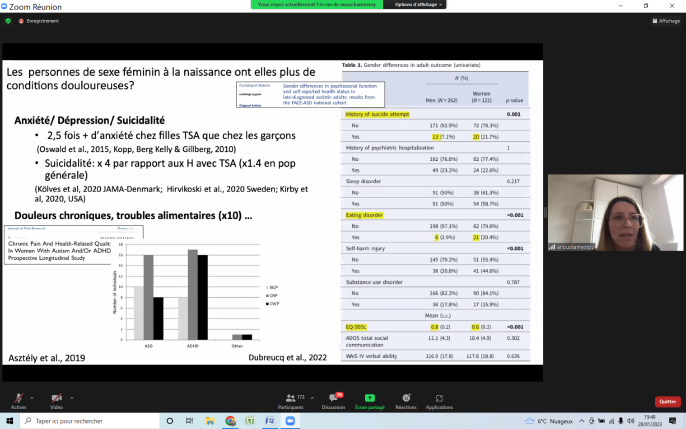 Zoom Réunion
Vous voyez actuellement l'écran de anouckamestoy
Options d'affichage
Enregistrement
Affichage
Les personnes de sexe féminin à la naissance ont elles plus de
conditions douloureuses?
Gender differences in psychosocial function
and self-reported health status in
late-diagnosed autistic adults: results from
the FACE-ASD national cohort
Original Article
Anxiété/ Dépression/ Suicidalité
• 2,5 fois + d'anxiété chez filles TSA que chez les garçons
(Oswald et al., 2015, Kopp, Berg Kelly & Gillberg, 2010)
• Suicidalité: x 4 par rapport aux H avec TSA (x1.4 en pop
générale)
(Kölves et al, 2020 JAMA-Denmark; Hirvikoski et al., 2020 Sweden; Kirby et
al, 2020, USA)
Douleurs chroniques, troubles alimentaires (x10) ...
Journal of Pain Research
Chronic Pain And Health-Related Qualit
In Women With Autism And/Or ADHD
Prospective Longitudinal Study
Number of individuals
18
16
14
12
10
8
6
4
2
0
ASD
ADHD
Other
NCP
CRP
CWP
Asztély et al., 2019
Dubreucq et al., 2022
Table 3. Gender differences in adult outcome (univariate)
N (%)
Men (N=262)
Women
(N=121)
p value
History of suicide attempt 0.001
No 171 (92.9%) 72 (78.3%)
Yes 13 (7.1%) 20 (21.7%)
History of psychiatric hospitalization 1
No 162 (76.8%) 82 (77.4%)
Yes 49 (23.2%) 24 (22.6%)
Sleep disorder 0.217
No 91 (50%) 38 (41.3%)
Yes 91 (50%) 54 (58.7%)
Eating disorder <0.001
No 198 (97.1%) 82 (79.6%)
Yes 6 (2.9%) 21 (20.4%)
Self-harm injury <0.001
No 145 (79.2%) 51 (55.4%)
Yes 38 (20.8%) 41 (44.6%)
Substance use disorder 0.787
No 166 (82.2%) 90 (84.1%)
Yes 36 (17.8%) 17 (15.9%)
Mean (S.D.)
EQ-5D5L 0.8 (0.2) 0.6 (0.2) <0.001
ADOS total social
communication 11.1 (4.3) 10.4 (4.9) 0.302
WAIS IV verbal ability 116.5 (17.8) 117.6 (18.8) 0.636
anouckamestoy
Activer
Vidéo
173
Participants
Discussion
Écran partagé
Réactions
Applications
Quitter
Taper ici pour rechercher
6°C Nuageux
15:49
28/01/2023